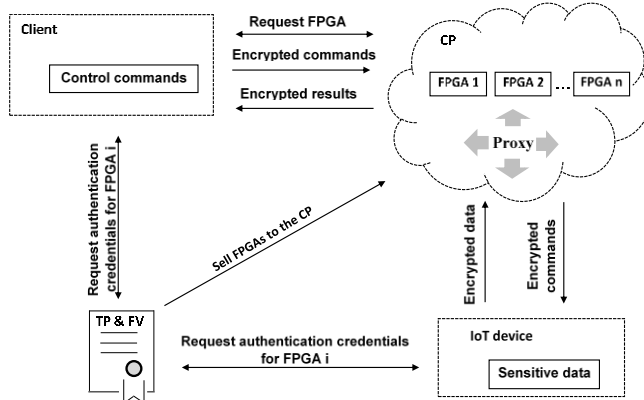 Client
Control commands
Request FPGA
Encrypted commands
Encrypted results
CP
FPGA 1
FPGA 2
...
FPGA n
Proxy
Request authentication
credentials for FPGA i
Sell FPGAs to the CP
Encrypted data
Encrypted
commands
TP & FV
Request authentication credentials
for FPGA i
IoT device
Sensitive data